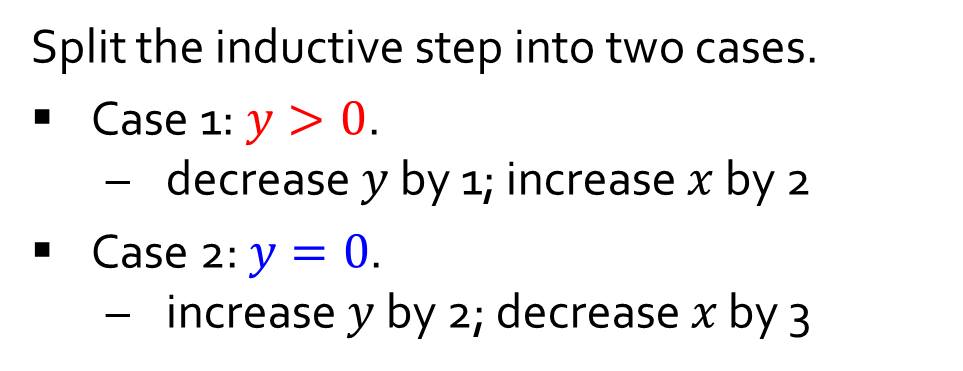 Split the inductive step into two cases.
▪ Case 1: y > 0.
– decrease y by 1; increase x by 2
▪ Case 2: y = 0.
– increase y by 2; decrease x by 3